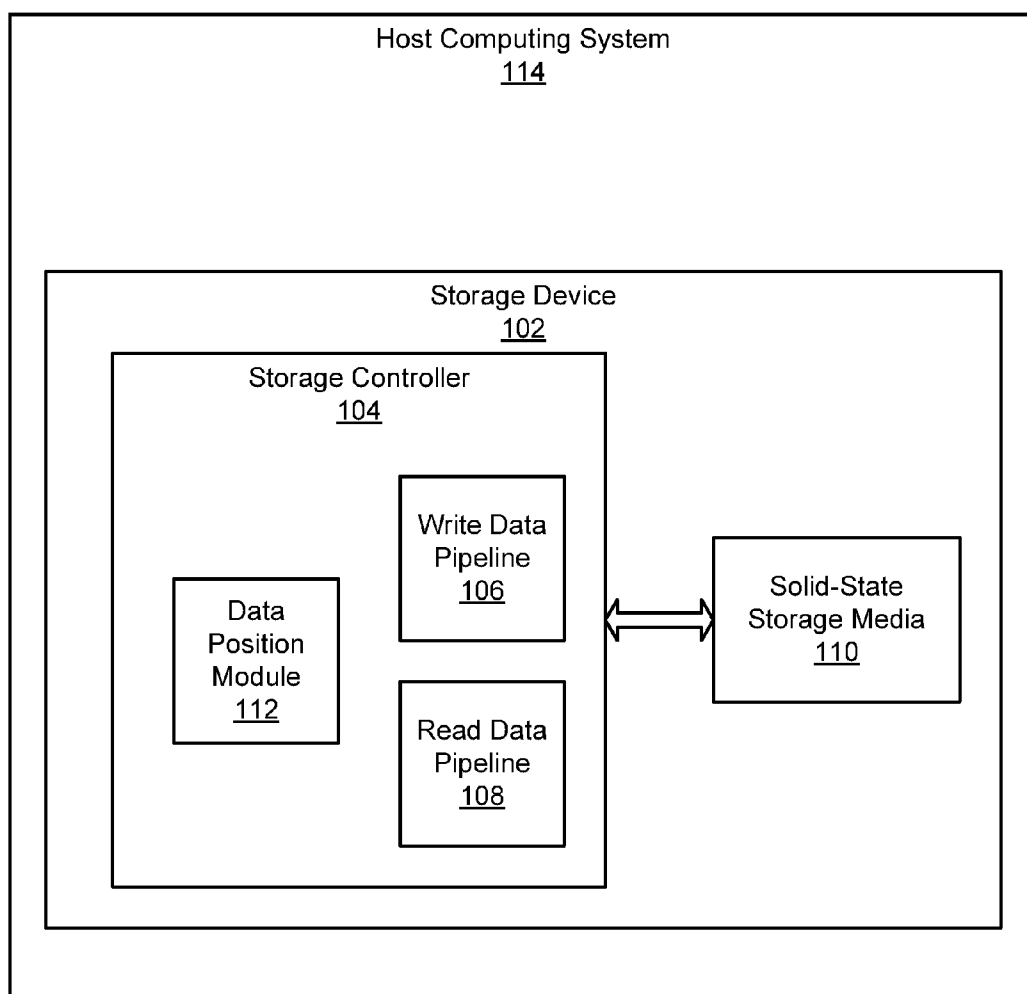 Host Computing System
114
Storage Device
102
Storage Controller
104
Write Data
Pipeline
106
Data
Position
Module
112
Read Data
Pipeline
108
Solid-State
Storage Media
110